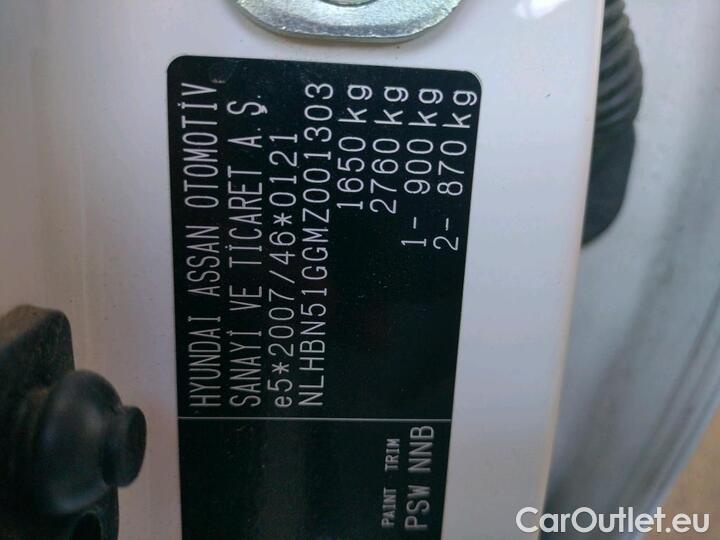 HYUNDAI ASSAN OTOMOTİV
SANAYİ VE TİCARET A.Ş.
e5*2007/46*0121
NLHBN51GGMZ001303
1650 kg
2760 kg
1- 900 kg
2- 870 kg
PAINT TRIM
PSW NNB
CarOutlet.eu